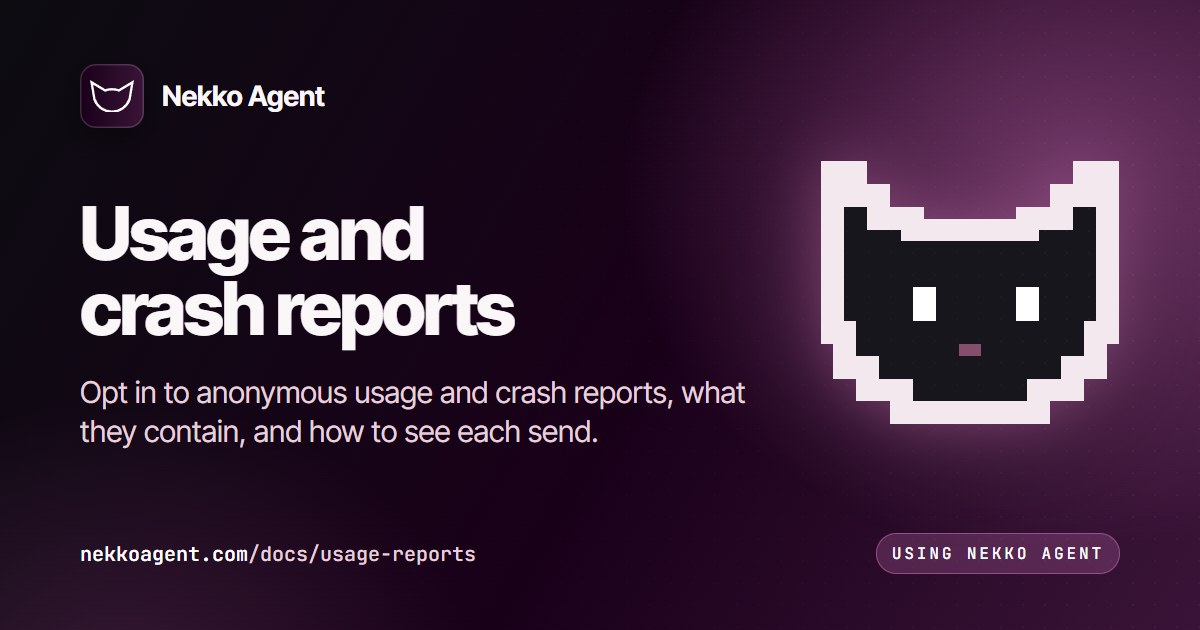 Nekko Agent
Usage and
crash reports
Opt in to anonymous usage and crash reports, what
they contain, and how to see each send.
nekkoagent.com/docs/usage-reports
USING NEKKO AGENT